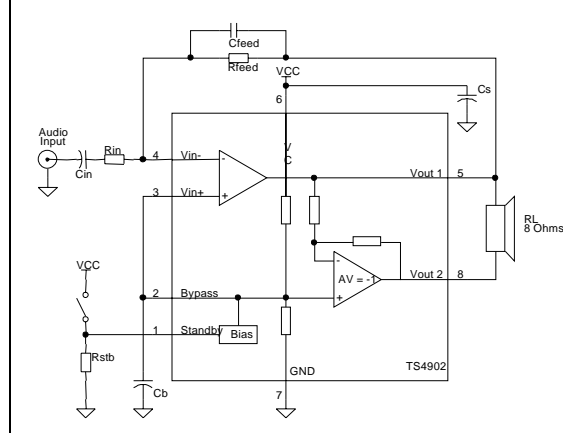 Cfeed
Rfeed
VCC
6
Cs
Audio
Input
Rin
Cin
4
Vin-
-
V
C
Vout 1
5
3
Vin+
+
RL
8 Ohms
VCC
-
AV = -1
Vout 2
8
2
Bypass
+
1
Standby
Bias
Rstb
GND
TS4902
Cb
7